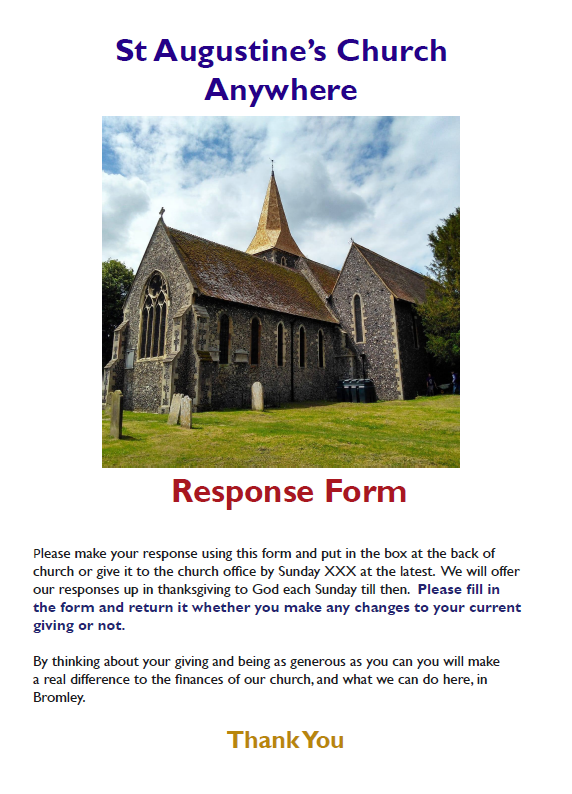 St Augustine's Church
Anywhere
Response Form
Please make your response using this form and put in the box at the back of
church or give it to the church office by Sunday XXX at the latest. We will offer
our responses up in thanksgiving to God each Sunday till then. Please fill in
the form and return it whether you make any changes to your current
giving or not.
By thinking about your giving and being as generous as you can you will make
a real difference to the finances of our church, and what we can do here, in
Bromley.
Thank You